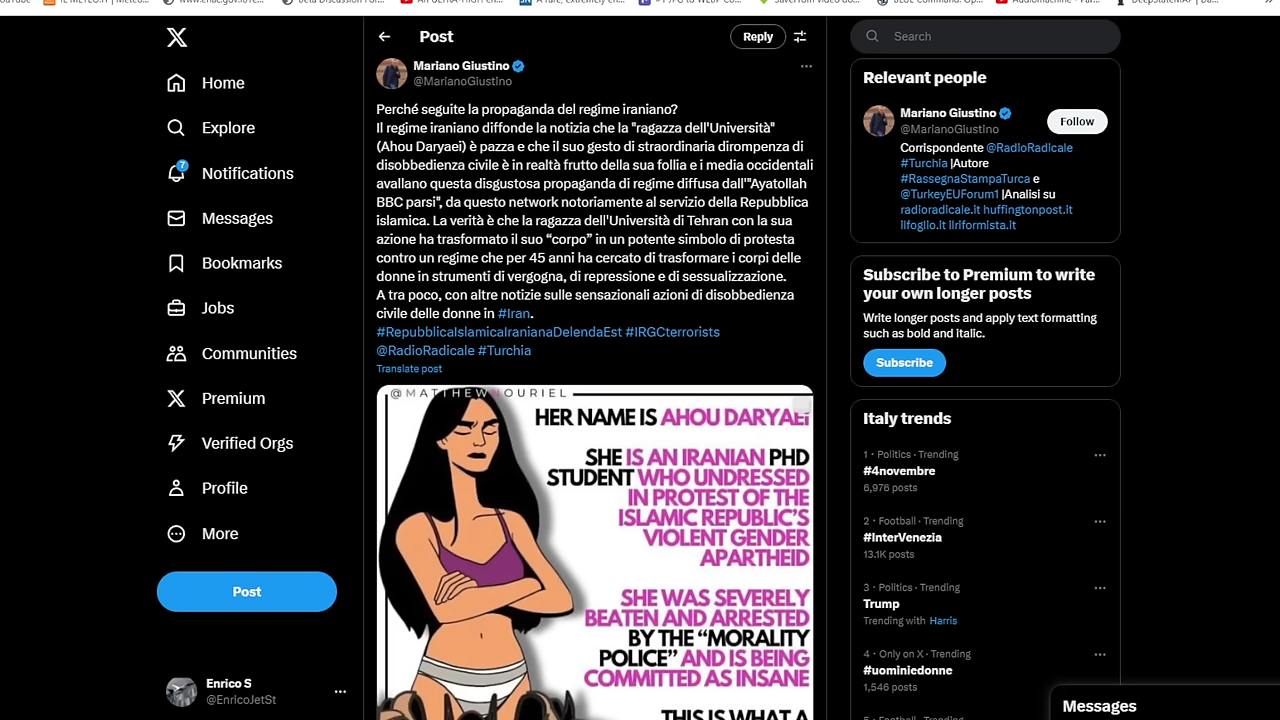 Post
Reply
Search
Home
Explore
7
Notifications
Messages
Bookmarks
Jobs
Communities
Premium
Verified Orgs
Profile
More
Post
Enrico S
@EnricoJetSt
Mariano Giustino
@MarianoGiustino
Perché seguite la propaganda del regime iraniano?
Il regime iraniano diffonde la notizia che la "ragazza dell'Università"
(Ahou Daryaei) è pazza e che il suo gesto di straordinaria dirompenza di
disobbedienza civile è in realtà frutto della sua follia e i media occidentali
avallano questa disgustosa propaganda di regime diffusa dall'"Ayatollah
BBC parsi", da questo network notoriamente al servizio della Repubblica
islamica. La verità è che la ragazza dell'Università di Tehran con la sua
azione ha trasformato il suo “corpo” in un potente simbolo di protesta
contro un regime che per 45 anni ha cercato di trasformare i corpi delle
donne in strumenti di vergogna, di repressione e di sessualizzazione.
A tra poco, con altre notizie sulle sensazionali azioni di disobbedienza
civile delle donne in #Iran.
#RepubblicaIslamicaIranianaDelendaEst #IRGCterrorists
@RadioRadicale #Turchia
Translate post
@MATTHEWNOURIEL
HER NAME IS AHOU DARYAEI
SHE IS AN IRANIAN PHD
STUDENT WHO UNDRESSED
IN PROTEST OF THE
ISLAMIC REPUBLIC'S
VIOLENT GENDER
APARTHEID
SHE WAS SEVERELY
BEATEN AND ARRESTED
BY THE “MORALITY
POLICE” AND IS BEING
COMMITTED AS INSANE
THIS IS WHAT A
Relevant people
Mariano Giustino
@MarianoGiustino
Follow
Corrispondente @RadioRadicale
#Turchia |Autore
#RassegnaStampaTurca e
@TurkeyEUForum1 |Analisi su
radioradicale.it huffingtonpost.it
ilfoglio.it ilriformista.it
Subscribe to Premium to write
your own longer posts
Write longer posts and apply text formatting
such as bold and italic.
Subscribe
Italy trends
1 · Politics · Trending
#4novembre
6,976 posts
2 · Football · Trending
#InterVenezia
13.1K posts
3 · Politics · Trending
Trump
Trending with Harris
4 · Only on X · Trending
#uominiedonne
1,546 posts
Messages